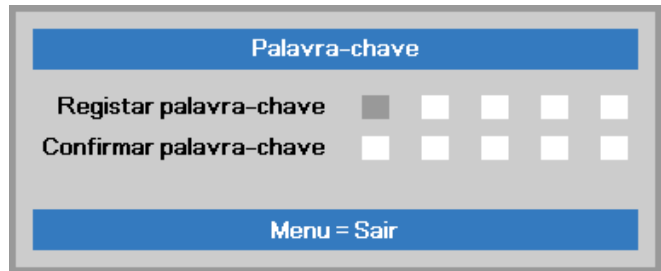 Palavra-chave
Registar palavra-chave
Confirmar palavra-chave
Menu = Sair